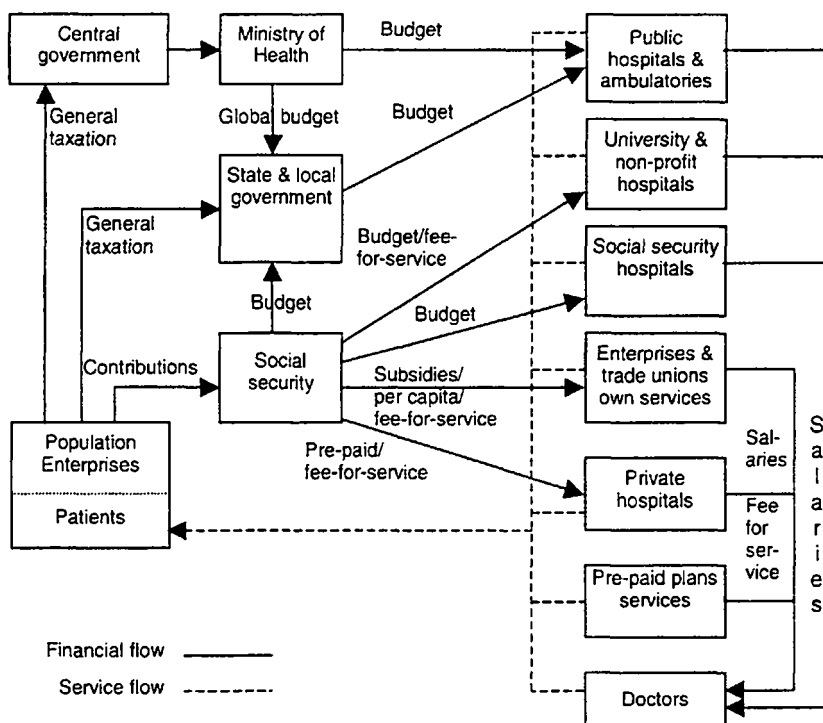 Central
government
Ministry of
Health
Budget
Public
hospitals &
ambulatories
General
taxation
Global budget
Budget
University &
non-profit
hospitals
State & local
government
General
taxation
Budget/fee-
for-service
Social security
hospitals
Budget
Budget
Contributions
Social
security
Enterprises &
trade unions
own services
Subsidies/
per capita/
fee-for-service
Population
Enterprises
Patients
Pre-paid/
fee-for-service
Private
hospitals
Sal-
aries
Fee
for
ser-
vice
S
a
l
a
r
i
e
s
Pre-paid plans
services
Financial flow
Service flow
Doctors